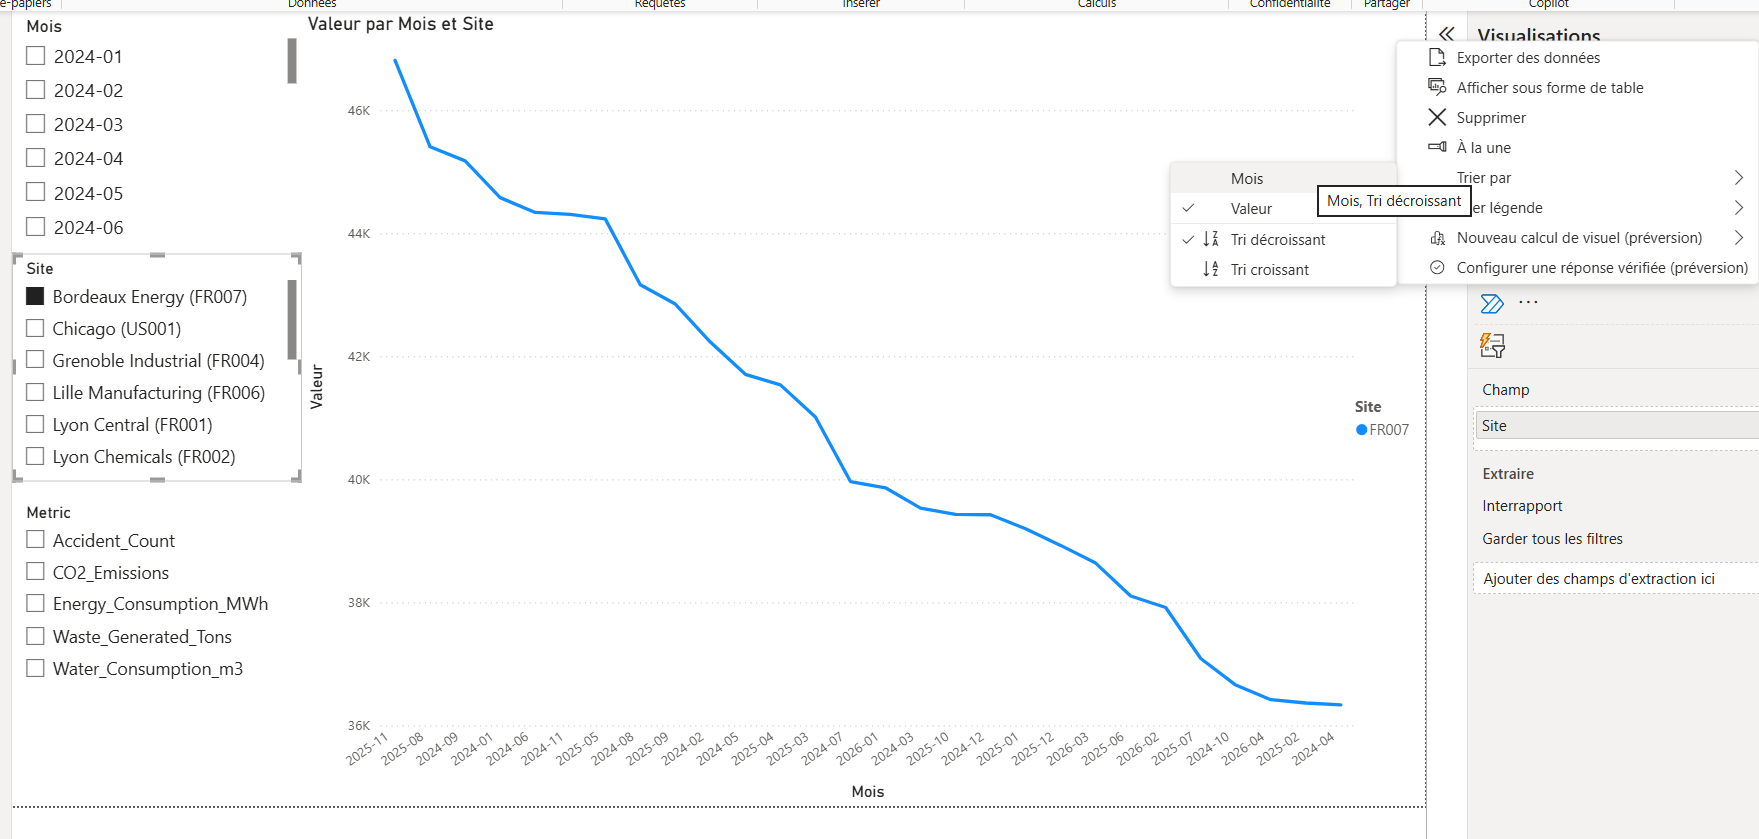 e-papiers
Données
Requêtes
Insérer
Calculs
Confidentialité
Partager
Copilot
Mois
2024-01
2024-02
2024-03
2024-04
2024-05
2024-06
Site
Bordeaux Energy (FR007)
Chicago (US001)
Grenoble Industrial (FR004)
Lille Manufacturing (FR006)
Lyon Central (FR001)
Lyon Chemicals (FR002)
Metric
Accident_Count
CO2_Emissions
Energy_Consumption_MWh
Waste_Generated_Tons
Water_Consumption_m3
Valeur par Mois et Site
Valeur
46K
44K
42K
40K
38K
36K
2025-11
2025-08
2024-09
2024-01
2024-06
2024-11
2025-05
2024-08
2025-09
2024-02
2024-05
2025-04
2025-03
2024-07
2026-01
2024-03
2025-10
2024-12
2025-01
2025-12
2026-03
2025-06
2026-02
2025-07
2024-10
2026-04
2025-02
2024-04
Mois
Site
FR007
Mois
Valeur
Tri décroissant
Tri croissant
Mois, Tri décroissant
Visualisations
Exporter des données
Afficher sous forme de table
Supprimer
À la une
Trier par
er légende
Nouveau calcul de visuel (préversion)
Configurer une réponse vérifiée (préversion)
Champ
Site
Extraire
Interrapport
Garder tous les filtres
Ajouter des champs d'extraction ici